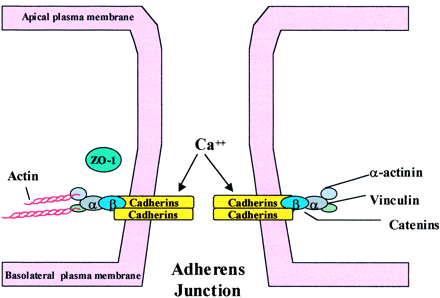 Apical plasma membrane
Ca++
ZO-1
Actin
α-actinin
Vinculin
Catenins
α
β
Cadherins
Cadherins
Cadherins
Cadherins
β
α
Basolateral plasma membrane
Adherens
Junction